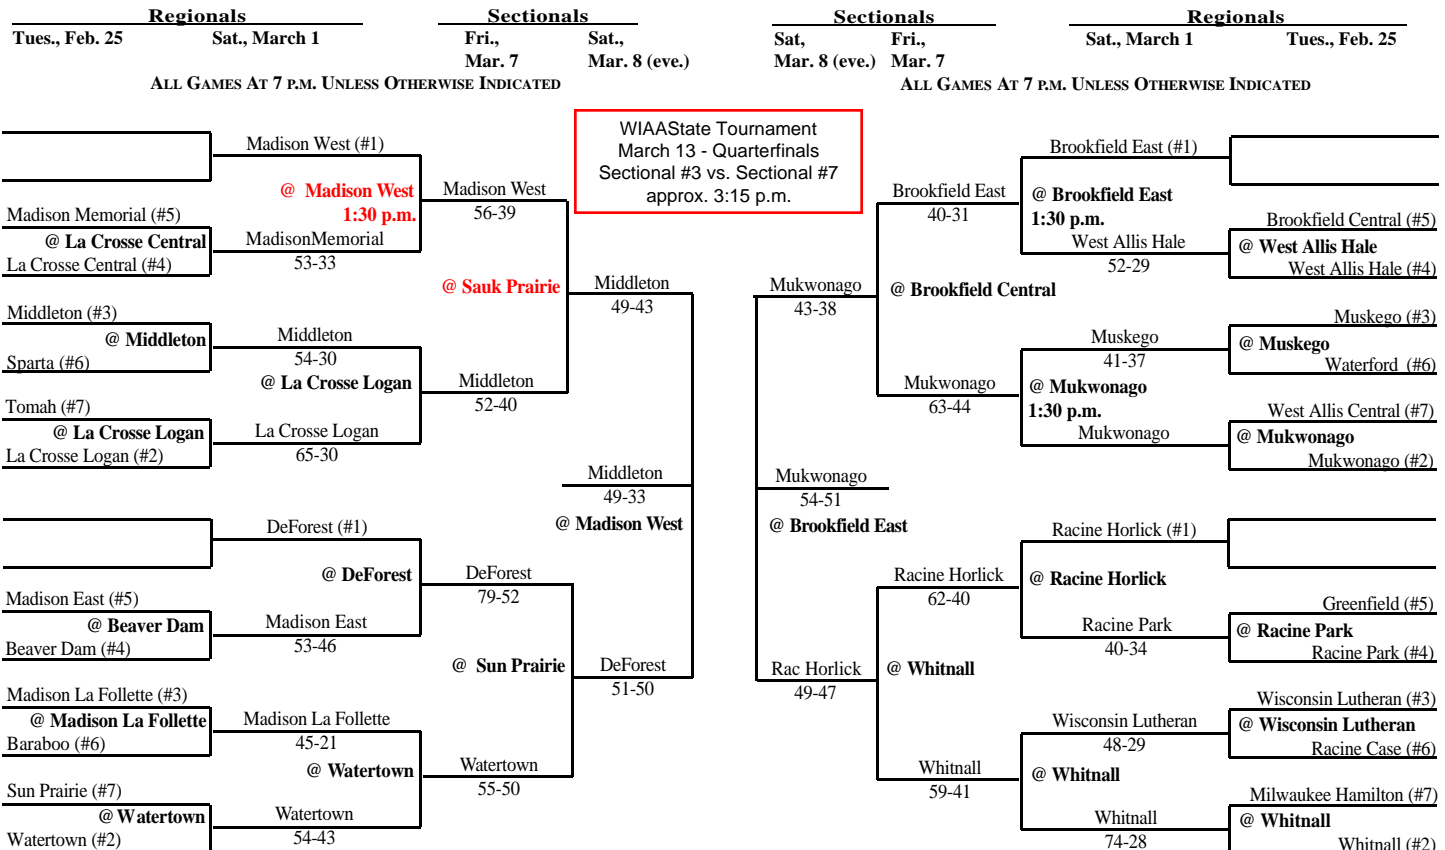 Regionals
Tues., Feb. 25 Sat., March 1
Sectionals
Fri., Sat.,
Mar. 7 Mar. 8 (eve.)
ALL GAMES AT 7 P.M. UNLESS OTHERWISE INDICATED
Sectionals
Sat, Fri.,
Mar. 8 (eve.) Mar. 7
Regionals
Sat., March 1 Tues., Feb. 25
ALL GAMES AT 7 P.M. UNLESS OTHERWISE INDICATED
WIAAState Tournament
March 13 - Quarterfinals
Sectional #3 vs. Sectional #7
approx. 3:15 p.m.
Madison West (#1)
@ Madison West
1:30 p.m.
Madison West
56-39
Madison Memorial (#5)
@ La Crosse Central
La Crosse Central (#4)
MadisonMemorial
53-33
@ Sauk Prairie
Middleton
49-43
Middleton (#3)
@ Middleton
Sparta (#6)
Middleton
54-30
@ La Crosse Logan
Middleton
52-40
Tomah (#7)
@ La Crosse Logan
La Crosse Logan (#2)
La Crosse Logan
65-30
Middleton
49-33
@ Madison West
DeForest (#1)
@ DeForest
DeForest
79-52
Madison East (#5)
@ Beaver Dam
Beaver Dam (#4)
Madison East
53-46
@ Sun Prairie
DeForest
51-50
Madison La Follette (#3)
@ Madison La Follette
Baraboo (#6)
Madison La Follette
45-21
@ Watertown
Watertown
55-50
Sun Prairie (#7)
@ Watertown
Watertown (#2)
Watertown
54-43
Brookfield East (#1)
@ Brookfield East
1:30 p.m.
Brookfield East
40-31
Brookfield Central (#5)
@ West Allis Hale
West Allis Hale (#4)
West Allis Hale
52-29
Mukwonago
43-38
@ Brookfield Central
Muskego (#3)
@ Muskego
Waterford (#6)
Muskego
41-37
@ Mukwonago
1:30 p.m.
Mukwonago
63-44
West Allis Central (#7)
@ Mukwonago
Mukwonago (#2)
Mukwonago
Mukwonago
54-51
@ Brookfield East
Racine Horlick (#1)
@ Racine Horlick
Racine Horlick
62-40
Greenfield (#5)
@ Racine Park
Racine Park (#4)
Racine Park
40-34
Rac Horlick
49-47
@ Whitnall
Wisconsin Lutheran (#3)
@ Wisconsin Lutheran
Racine Case (#6)
Wisconsin Lutheran
48-29
@ Whitnall
Whitnall
59-41
Milwaukee Hamilton (#7)
@ Whitnall
Whitnall (#2)
Whitnall
74-28